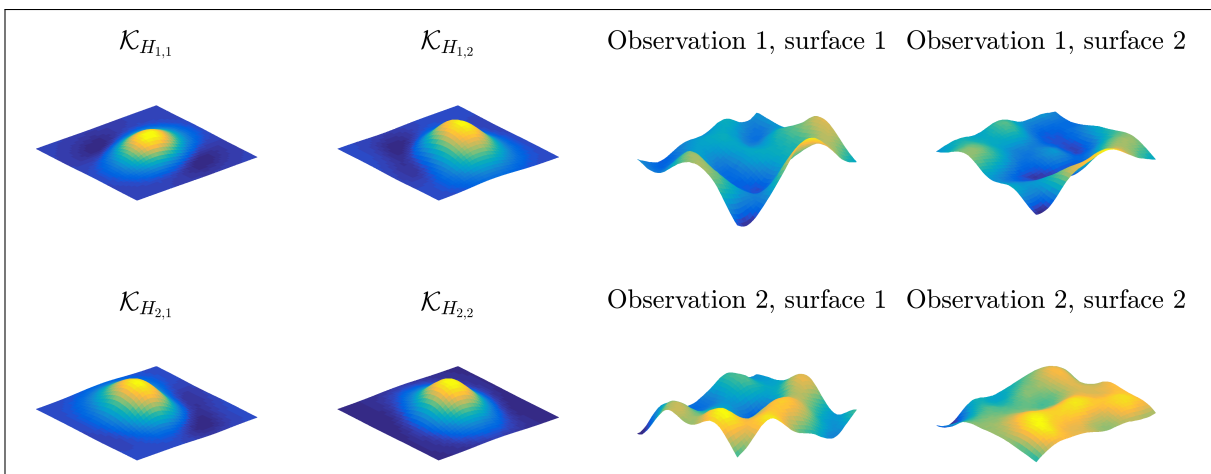 𝒦_{H_{1,1}} 𝒦_{H_{1,2}} Observation 1, surface 1 Observation 1, surface 2
𝒦_{H_{2,1}} 𝒦_{H_{2,2}} Observation 2, surface 1 Observation 2, surface 2